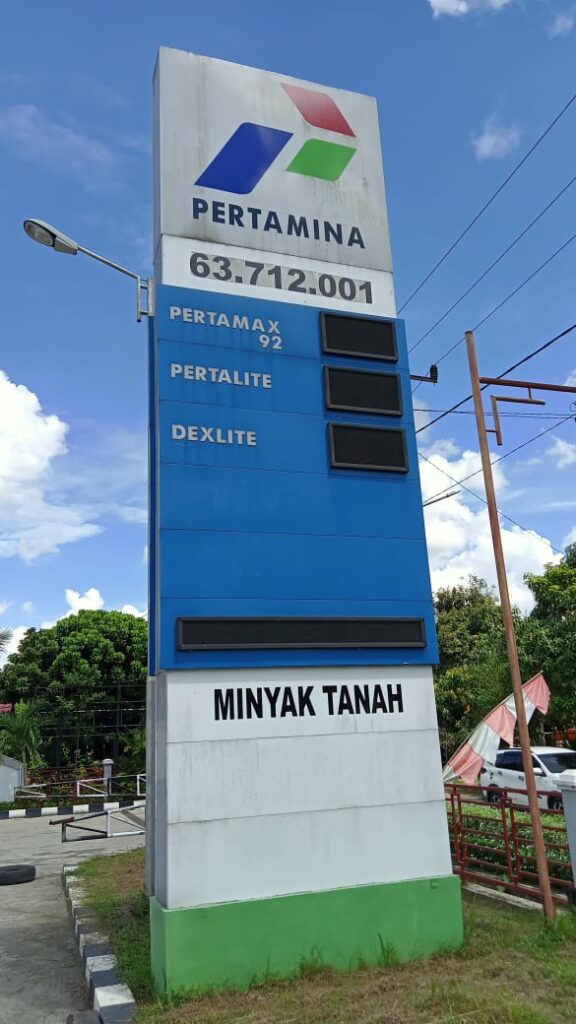 PERTAMINA
63.712.001
PERTAMAX
92
PERTALITE
DEXLITE
MINYAK TANAH